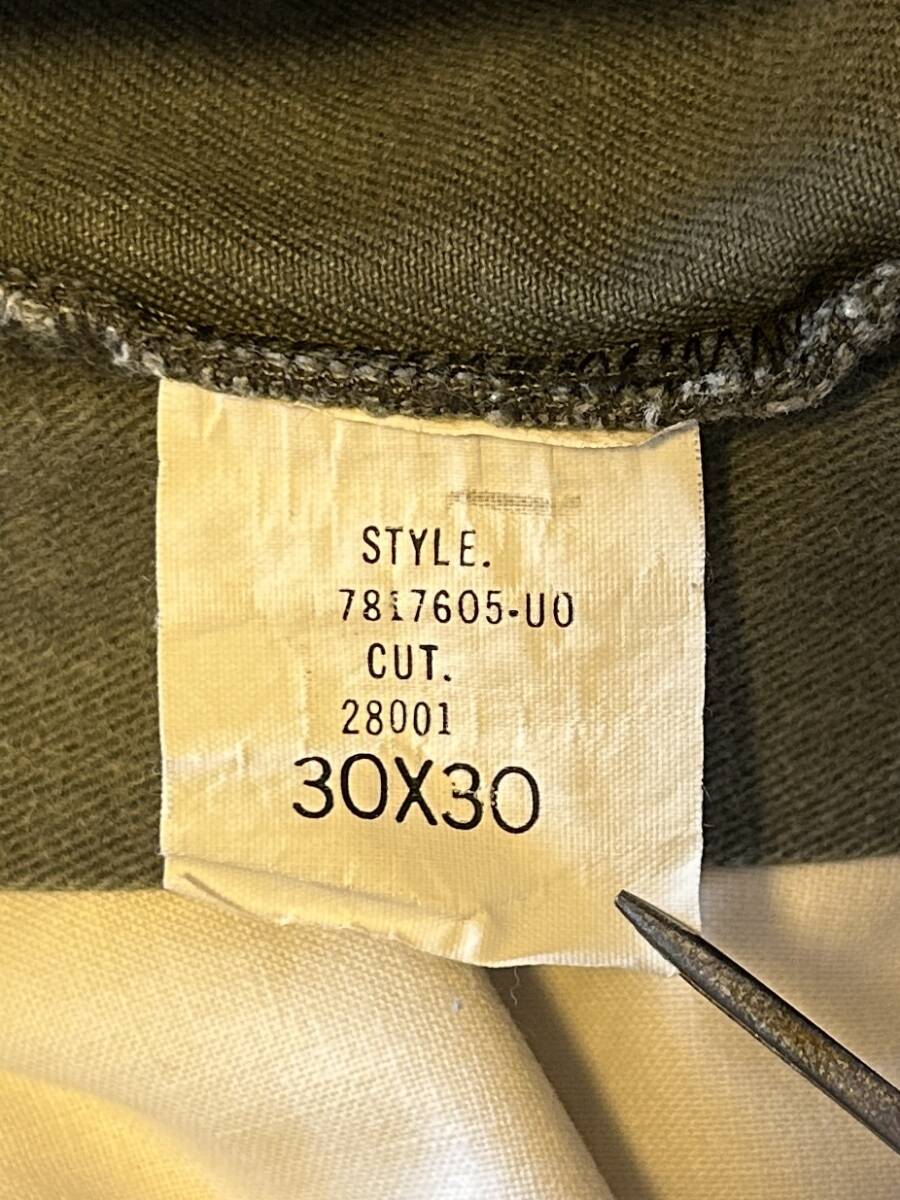 STYLE.
7817605-U0
CUT.
28001
30X30